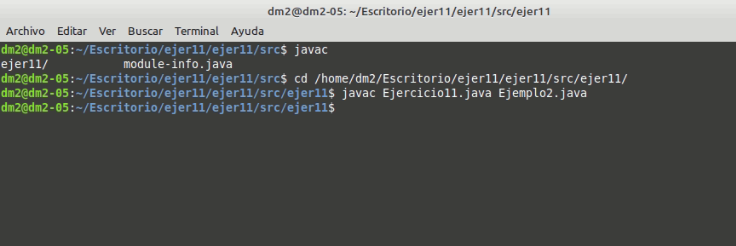 dm2@dm2-05: ~/Escritorio/ejer11/ejer11/src/ejer11
Archivo Editar Ver Buscar Terminal Ayuda
dm2@dm2-05:~/Escritorio/ejer11/ejer11/src$ javac
ejer11/ module-info.java
dm2@dm2-05:~/Escritorio/ejer11/ejer11/src$ cd /home/dm2/Escritorio/ejer11/ejer11/src/ejer11/
dm2@dm2-05:~/Escritorio/ejer11/ejer11/src/ejer11$ javac Ejercicio11.java Ejemplo2.java
dm2@dm2-05:~/Escritorio/ejer11/ejer11/src/ejer11$